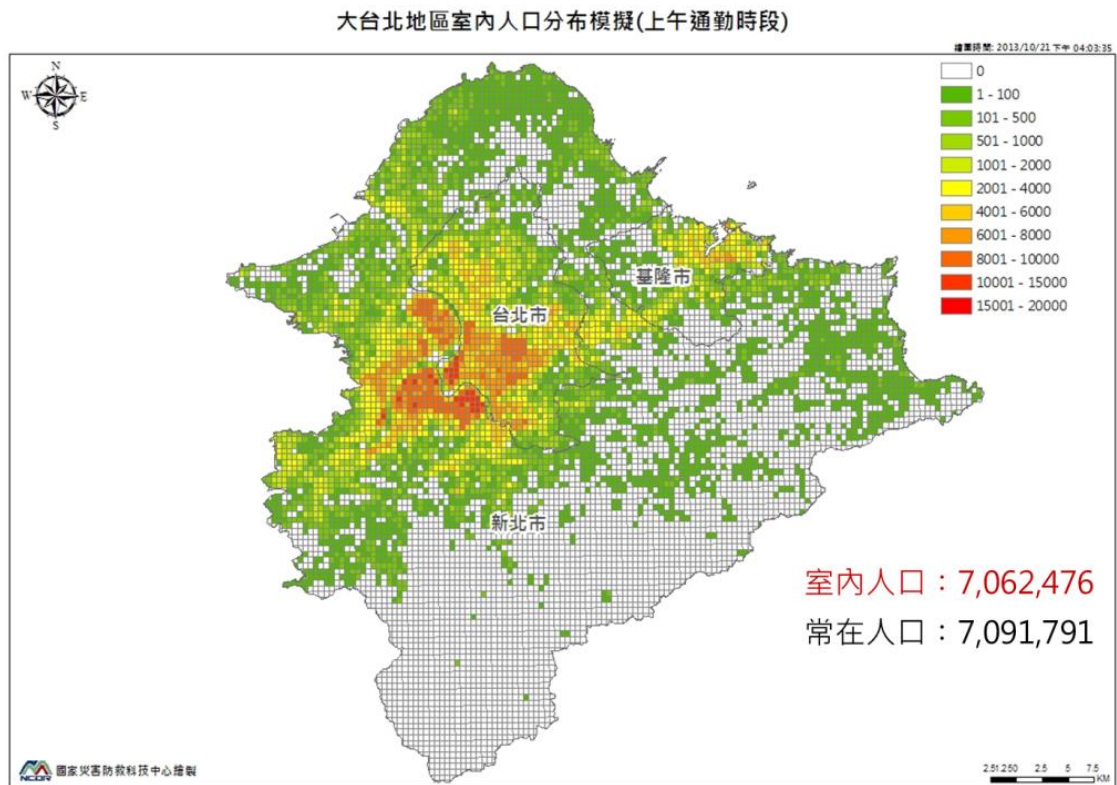 大台北地區室內人口分布模擬(上午通勤時段)
繪圖時間: 2013/10/21 下午 04:03:35
N
W E
S
0
1 - 100
101 - 500
501 - 1000
1001 - 2000
2001 - 4000
4001 - 6000
6001 - 8000
8001 - 10000
10001 - 15000
15001 - 20000
基隆市
台北市
新北市
室內人口：7,062,476
常在人口：7,091,791
NCDR 國家災害防救科技中心繪製
2.51.250 2.5 5 7.5
KM